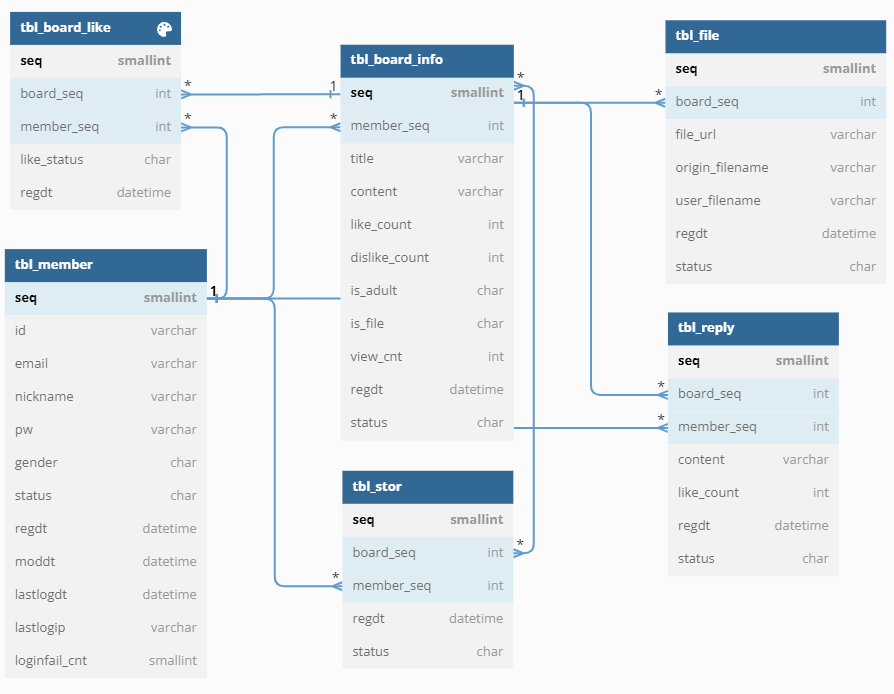 tbl_board_like
seq smallint
board_seq int *
member_seq int *
like_status char
regdt datetime
tbl_member
seq smallint 1
id varchar
email varchar
nickname varchar
pw varchar
gender char
status char
regdt datetime
moddt datetime
lastlogdt datetime
lastlogip varchar
loginfail_cnt smallint
tbl_board_info
1 seq smallint * 1
* member_seq int
title varchar
content varchar
like_count int
dislike_count int
is_adult char
is_file char
view_cnt int
regdt datetime
status char
tbl_stor
seq smallint
board_seq int *
* member_seq int
regdt datetime
status char
tbl_file
seq smallint
* board_seq int
file_url varchar
origin_filename varchar
user_filename varchar
regdt datetime
status char
tbl_reply
seq smallint
* board_seq int
* member_seq int
content varchar
like_count int
regdt datetime
status char